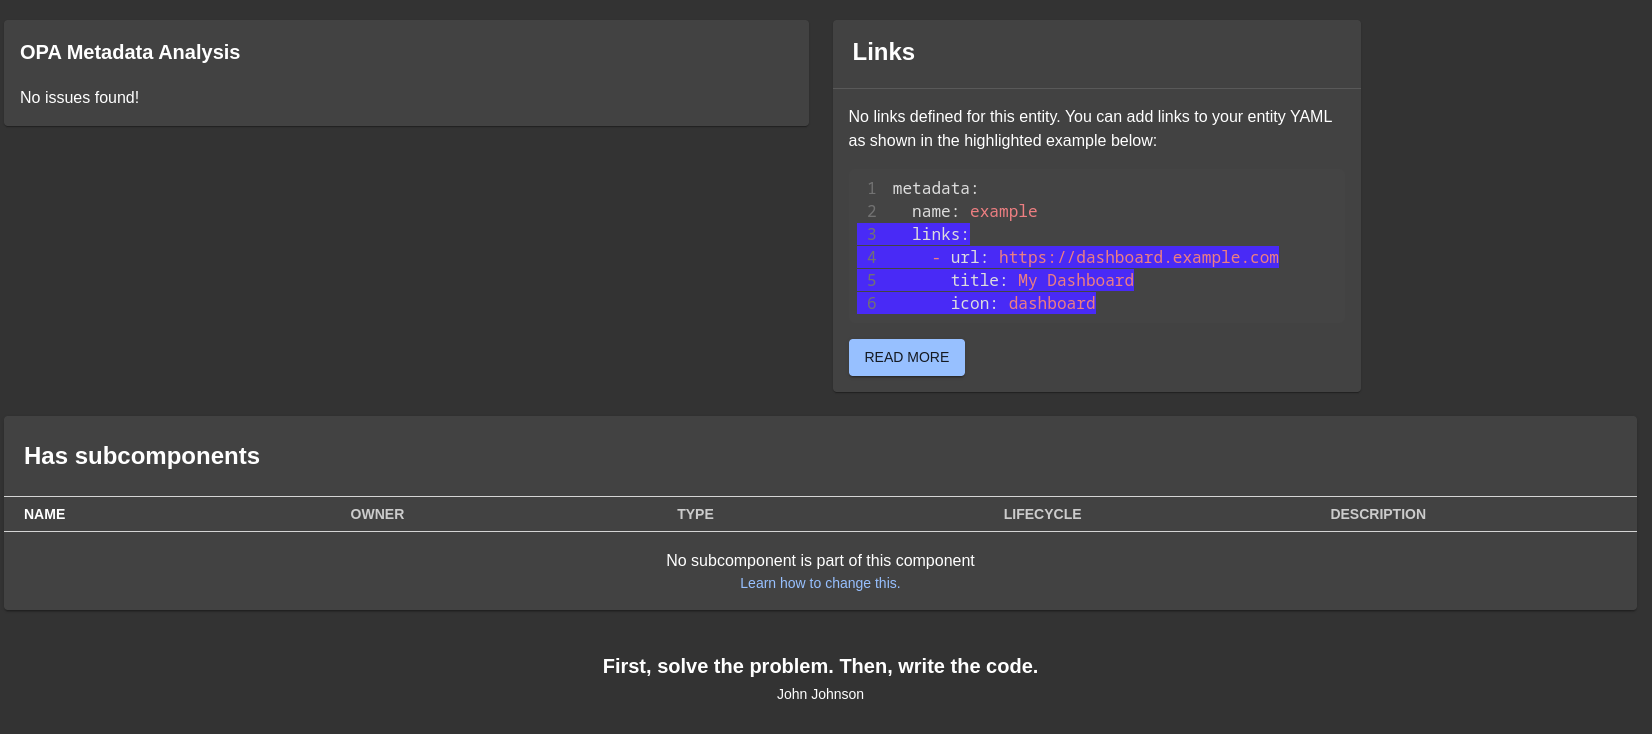 OPA Metadata Analysis
No issues found!
Links
No links defined for this entity. You can add links to your entity YAML
as shown in the highlighted example below:
1 metadata:
2   name: example
3   links:
4     - url: https://dashboard.example.com
5       title: My Dashboard
6       icon: dashboard
READ MORE
Has subcomponents
NAME OWNER TYPE LIFECYCLE DESCRIPTION
No subcomponent is part of this component
Learn how to change this.
First, solve the problem. Then, write the code.
John Johnson